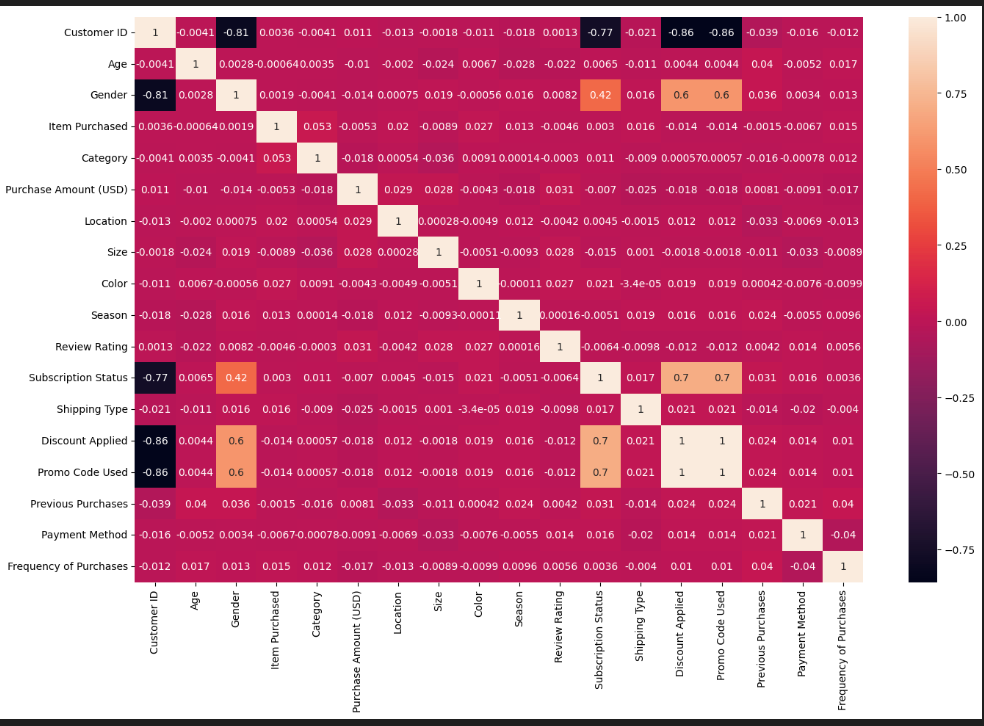 Customer ID 1 -0.0041 -0.81 0.0036 -0.0041 0.011 -0.013 -0.0018 -0.011 -0.018 0.0013 -0.77 -0.021 -0.86 -0.86 -0.039 -0.016 -0.012
Age -0.0041 1 0.0028 -0.00064 0.0035 -0.01 -0.002 -0.024 0.0067 -0.028 -0.022 0.0065 -0.011 0.0044 0.0044 0.04 -0.0052 0.017
Gender -0.81 0.0028 1 0.0019 -0.0041 -0.014 0.00075 0.019 -0.00056 0.016 0.0082 0.42 0.016 0.6 0.6 0.036 0.0034 0.013
Item Purchased 0.0036 -0.00064 0.0019 1 0.053 -0.0053 0.02 -0.0089 0.027 0.013 -0.0046 0.003 0.016 -0.014 -0.014 -0.0015 -0.0067 0.015
Category -0.0041 0.0035 -0.0041 0.053 1 -0.018 0.00054 -0.036 0.0091 0.00014 -0.0003 0.011 -0.009 0.00057 0.00057 -0.016 -0.00078 0.012
Purchase Amount (USD) 0.011 -0.01 -0.014 -0.0053 -0.018 1 0.029 0.028 -0.0043 -0.018 0.031 -0.007 -0.025 -0.018 -0.018 0.0081 -0.0091 -0.017
Location -0.013 -0.002 0.00075 0.02 0.00054 0.029 1 0.00028 -0.0049 0.012 -0.0042 0.0045 -0.0015 0.012 0.012 -0.033 -0.0069 -0.013
Size -0.0018 -0.024 0.019 -0.0089 -0.036 0.028 0.00028 1 -0.0051 -0.0093 0.028 -0.015 0.001 -0.0018 -0.0018 -0.011 -0.033 -0.0089
Color -0.011 0.0067 -0.00056 0.027 0.0091 -0.0043 -0.0049 -0.0051 1 -0.00011 0.027 0.021 -3.4e-05 0.019 0.019 0.00042 -0.0076 -0.0099
Season -0.018 -0.028 0.016 0.013 0.00014 -0.018 0.012 -0.0093 -0.00011 1 0.00016 -0.0051 0.019 0.016 0.016 0.024 -0.0055 0.0096
Review Rating 0.0013 -0.022 0.0082 -0.0046 -0.0003 0.031 -0.0042 0.028 0.027 0.00016 1 -0.0064 -0.0098 -0.012 -0.012 0.0042 0.014 0.0056
Subscription Status -0.77 0.0065 0.42 0.003 0.011 -0.007 0.0045 -0.015 0.021 -0.0051 -0.0064 1 0.017 0.7 0.7 0.031 0.016 0.0036
Shipping Type -0.021 -0.011 0.016 0.016 -0.009 -0.025 -0.0015 0.001 -3.4e-05 0.019 -0.0098 0.017 1 0.021 0.021 -0.014 -0.02 -0.004
Discount Applied -0.86 0.0044 0.6 -0.014 0.00057 -0.018 0.012 -0.0018 0.019 0.016 -0.012 0.7 0.021 1 1 0.024 0.014 0.01
Promo Code Used -0.86 0.0044 0.6 -0.014 0.00057 -0.018 0.012 -0.0018 0.019 0.016 -0.012 0.7 0.021 1 1 0.024 0.014 0.01
Previous Purchases -0.039 0.04 0.036 -0.0015 -0.016 0.0081 -0.033 -0.011 0.00042 0.024 0.0042 0.031 -0.014 0.024 0.024 1 0.021 0.04
Payment Method -0.016 -0.0052 0.0034 -0.0067 -0.00078 -0.0091 -0.0069 -0.033 -0.0076 -0.0055 0.014 0.016 -0.02 0.014 0.014 0.021 1 -0.04
Frequency of Purchases -0.012 0.017 0.013 0.015 0.012 -0.017 -0.013 -0.0089 -0.0099 0.0096 0.0056 0.0036 -0.004 0.01 0.01 0.04 -0.04 1
Customer ID
Age
Gender
Item Purchased
Category
Purchase Amount (USD)
Location
Size
Color
Season
Review Rating
Subscription Status
Shipping Type
Discount Applied
Promo Code Used
Previous Purchases
Payment Method
Frequency of Purchases
1.00
0.75
0.50
0.25
0.00
−0.25
−0.50
−0.75